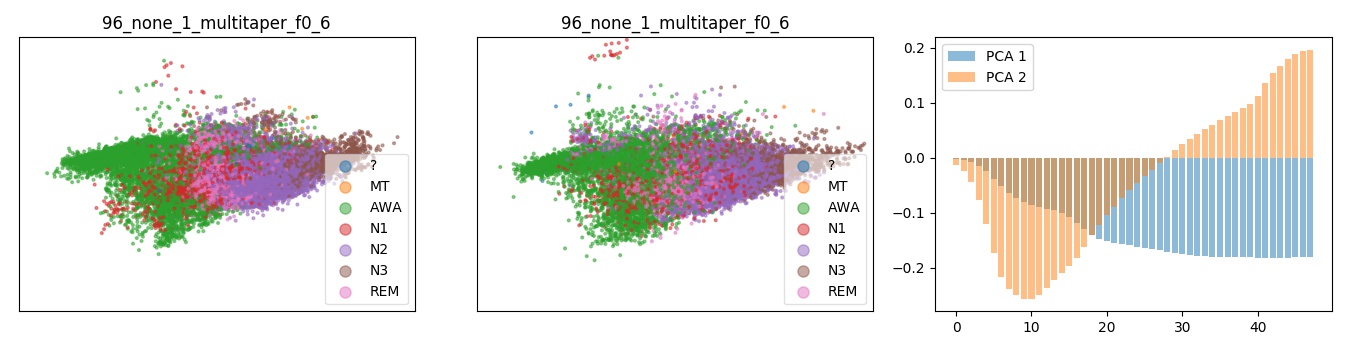 96_none_1_multitaper_f0_6
?
MT
AWA
N1
N2
N3
REM
96_none_1_multitaper_f0_6
?
MT
AWA
N1
N2
N3
REM
PCA 1
PCA 2
0.2
0.1
0.0
−0.1
−0.2
0 10 20 30 40